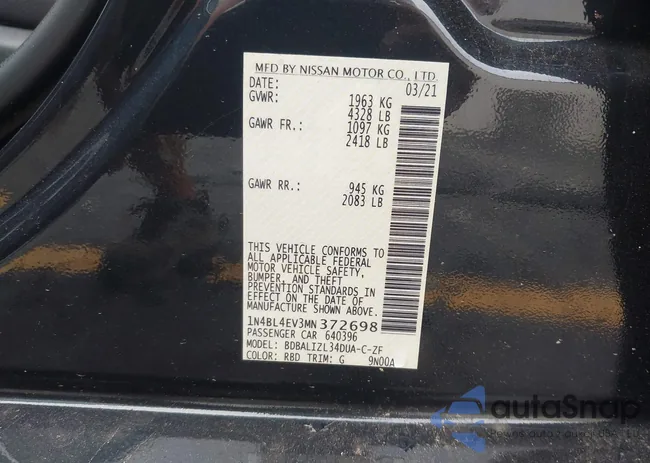 MFD BY NISSAN MOTOR CO., LTD.
DATE: 03/21
GVWR: 1963 KG
4328 LB
GAWR FR.: 1097 KG
2418 LB
GAWR RR.: 945 KG
2083 LB
THIS VEHICLE CONFORMS TO
ALL APPLICABLE FEDERAL
MOTOR VEHICLE SAFETY,
BUMPER, AND THEFT
PREVENTION STANDARDS IN
EFFECT ON THE DATE OF
MANUFACTURE SHOWN ABOVE.
1N4BL4EV3MN372698
PASSENGER CAR 640396
MODEL: BDBALIZL34DUA-C-ZF
COLOR: RBD TRIM: G 9N00A
autoSnap